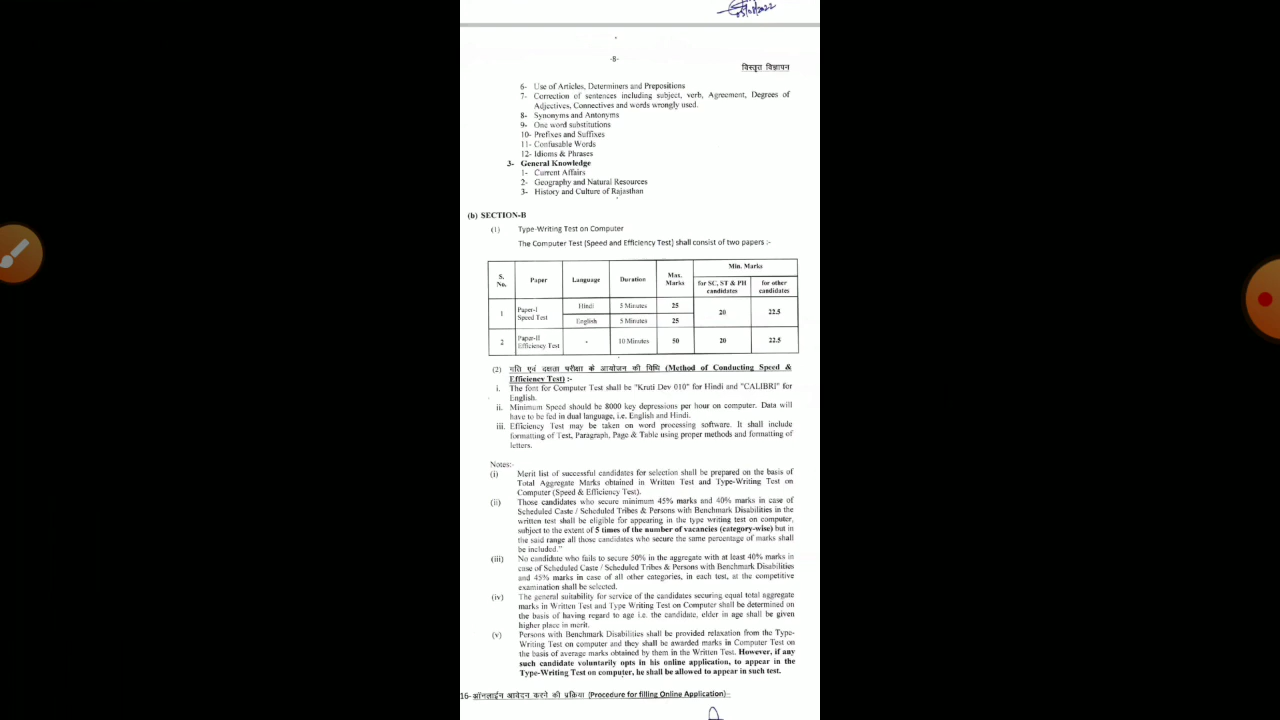 03/08/2022
-8-
विस्तृत विज्ञापन
6- Use of Articles, Determiners and Prepositions
7- Correction of sentences including subject, verb, Agreement, Degrees of
Adjectives, Connectives and words wrongly used.
8- Synonyms and Antonyms
9- One word substitutions
10- Prefixes and Suffixes
11- Confusable Words
12- Idioms & Phrases
3- General Knowledge
1- Current Affairs
2- Geography and Natural Resources
3- History and Culture of Rajasthan
(b) SECTION-B
(1) Type-Writing Test on Computer
The Computer Test (Speed and Efficiency Test) shall consist of two papers :-
S. No. Paper Language Duration Max. Marks Min. Marks
for SC, ST & PH candidates for other candidates
1 Paper-I Speed Test Hindi 5 Minutes 25 20 22.5
English 5 Minutes 25
2 Paper-II Efficiency Test - 10 Minutes 50 20 22.5
(2) गति एवं दक्षता परीक्षा के आयोजन की विधि (Method of Conducting Speed &
Efficiency Test) :-
i. The font for Computer Test shall be "Kruti Dev 010" for Hindi and "CALIBRI" for
English.
ii. Minimum Speed should be 8000 key depressions per hour on computer. Data will
have to be fed in dual language, i.e. English and Hindi.
iii. Efficiency Test may be taken on word processing software. It shall include
formatting of Test, Paragraph, Page & Table using proper methods and formatting of
letters.
Notes:-
(i) Merit list of successful candidates for selection shall be prepared on the basis of
Total Aggregate Marks obtained in Written Test and Type-Writing Test on
Computer (Speed & Efficiency Test).
(ii) Those candidates who secure minimum 45% marks and 40% marks in case of
Scheduled Caste / Scheduled Tribes & Persons with Benchmark Disabilities in the
written test shall be eligible for appearing in the type writing test on computer,
subject to the extent of 5 times of the number of vacancies (category-wise) but in
the said range all those candidates who secure the same percentage of marks shall
be included."
(iii) No candidate who fails to secure 50% in the aggregate with at least 40% marks in
case of Scheduled Caste / Scheduled Tribes & Persons with Benchmark Disabilities
and 45% marks in case of all other categories, in each test, at the competitive
examination shall be selected.
(iv) The general suitability for service of the candidates securing equal total aggregate
marks in Written Test and Type Writing Test on Computer shall be determined on
the basis of having regard to age i.e. the candidate, elder in age shall be given
higher place in merit.
(v) Persons with Benchmark Disabilities shall be provided relaxation from the Type-
Writing Test on computer and they shall be awarded marks in Computer Test on
the basis of average marks obtained by them in the Written Test. However, if any
such candidate voluntarily opts in his online application, to appear in the
Type-Writing Test on computer, he shall be allowed to appear in such test.
16- ऑनलाईन आवेदन करने की प्रक्रिया (Procedure for filling Online Application)–